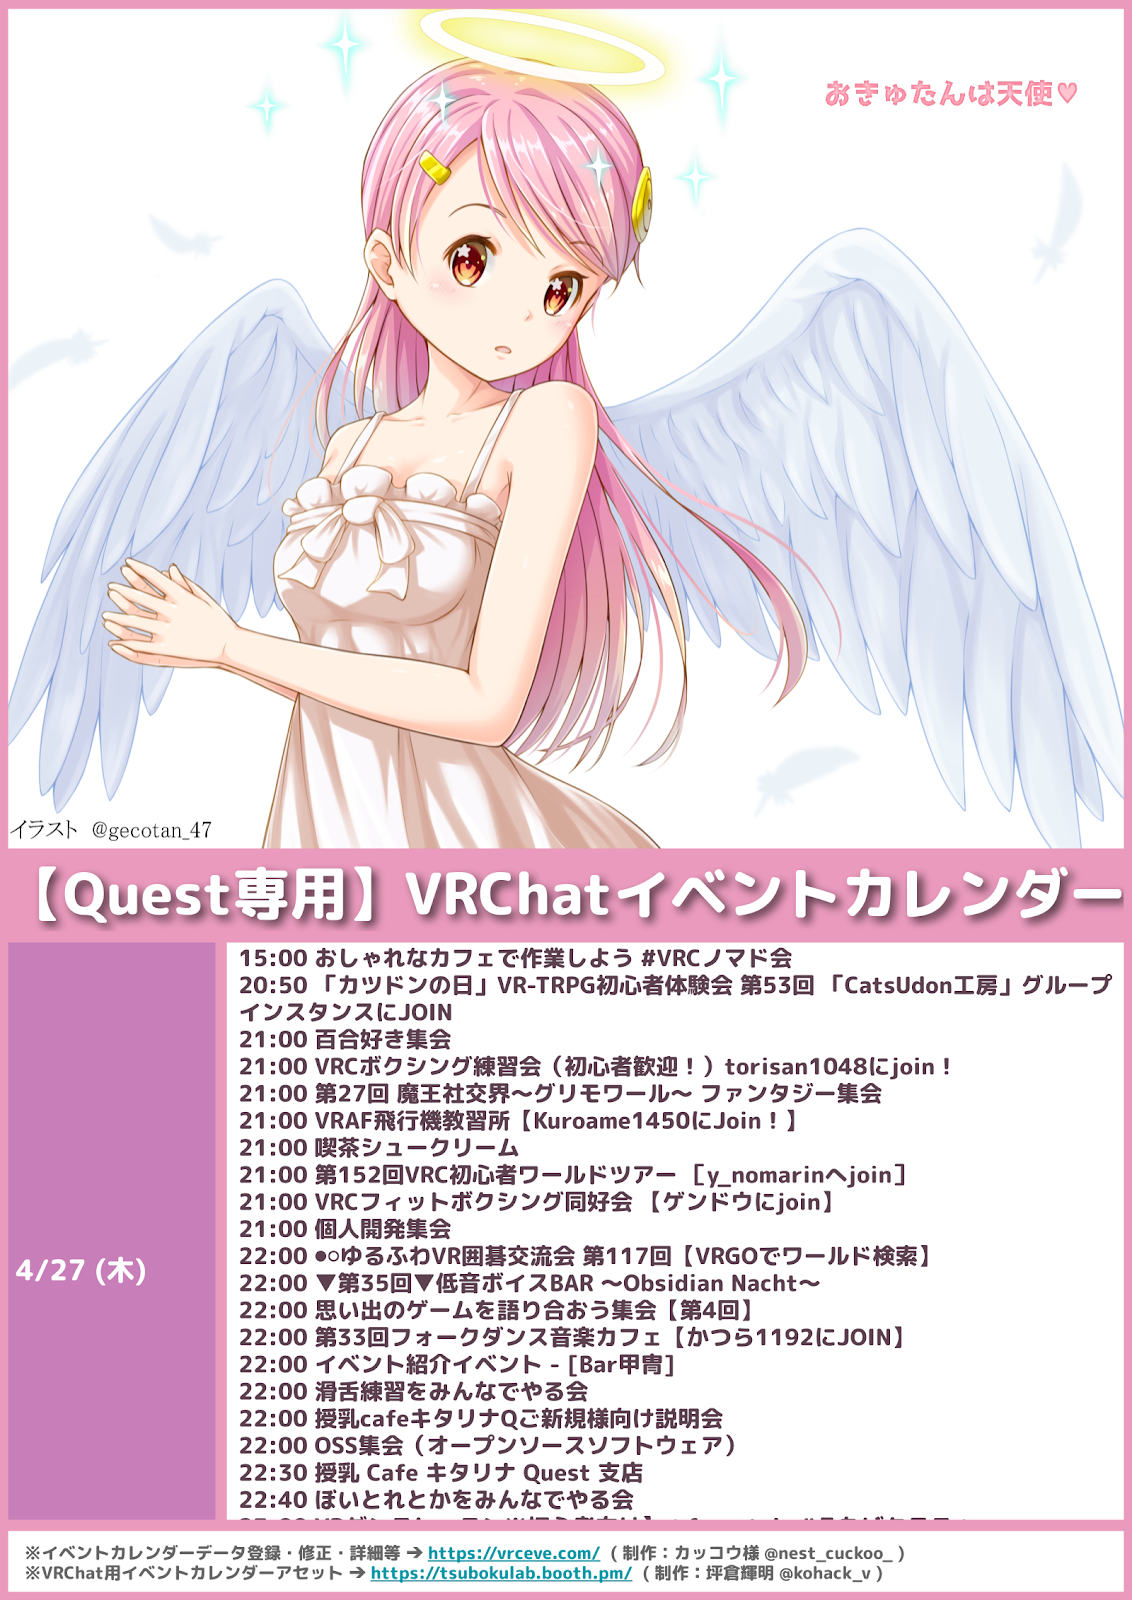 おきゅたんは天使♥
イラスト @gecotan_47
【Quest専用】VRChatイベントカレンダー
4/27 (木)
15:00 おしゃれなカフェで作業しよう #VRCノマド会
20:50 「カツドンの日」VR-TRPG初心者体験会 第53回 「CatsUdon工房」グループ
インスタンスにJOIN
21:00 百合好き集会
21:00 VRCボクシング練習会（初心者歓迎！）torisan1048にjoin！
21:00 第27回 魔王社交界～グリモワール～ ファンタジー集会
21:00 VRAF飛行機教習所【Kuroame1450にJoin！】
21:00 喫茶シュークリーム
21:00 第152回VRC初心者ワールドツアー ［y_nomarinへjoin］
21:00 VRCフィットボクシング同好会 【ゲンドウにjoin】
21:00 個人開発集会
22:00 ●○ゆるふわVR囲碁交流会 第117回【VRGOでワールド検索】
22:00 ▼第35回▼低音ボイスBAR ～Obsidian Nacht～
22:00 思い出のゲームを語り合おう集会【第4回】
22:00 第33回フォークダンス音楽カフェ【かつら1192にJOIN】
22:00 イベント紹介イベント - [Bar甲冑]
22:00 滑舌練習をみんなでやる会
22:00 授乳cafeキタリナQご新規様向け説明会
22:00 OSS集会（オープンソースソフトウェア）
22:30 授乳 Cafe キタリナ Quest 支店
22:40 ぼいとれとかをみんなでやる会
※イベントカレンダーデータ登録・修正・詳細等 ➔ https://vrceve.com/ ( 制作：カッコウ様 @nest_cuckoo_ )
※VRChat用イベントカレンダーアセット ➔ https://tsubokulab.booth.pm/ ( 制作：坪倉輝明 @kohack_v )